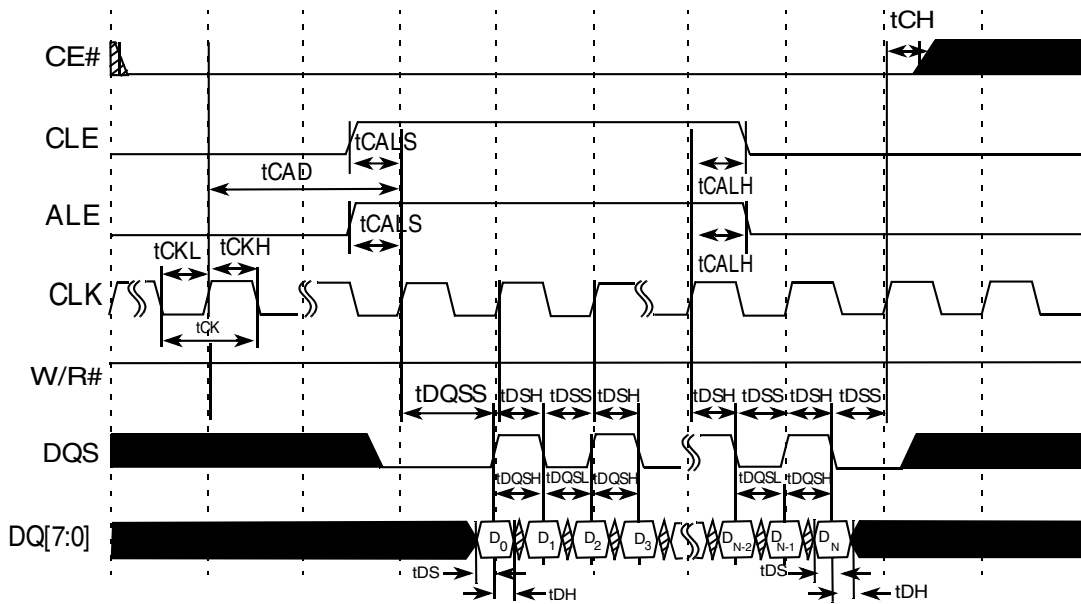 tCH
CE#
CLE
tCALS
tCAD
tCALH
ALE
tCALS
tCKL
tCKH
tCALH
CLK
tCK
W/R#
tDQSS
tDSH
tDSS
tDSH
tDSH
tDSS
tDSH
tDSS
DQS
tDQSH
tDQSL
tDQSH
tDQSL
tDQSH
DQ[7:0]
D0
D1
D2
D3
DN-2
DN-1
DN
tDS
tDH
tDS
tDH